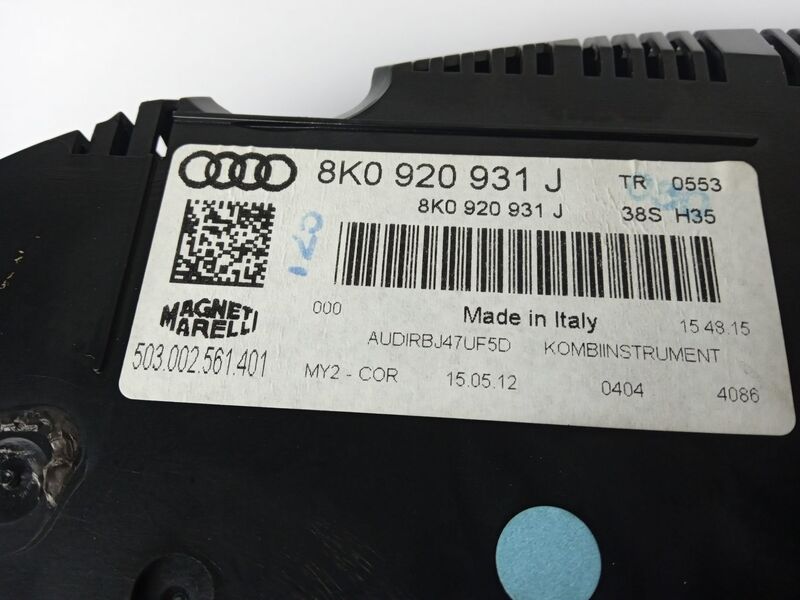 8K0 920 931 J TR 0553
8K0 920 931 J 38S H35
000 Made in Italy 15 48.15
MAGNETI MARELLI
AUDIRBJ47UF5D KOMBIINSTRUMENT
503.002.561.401
MY2 - COR 15.05.12 0404 4086